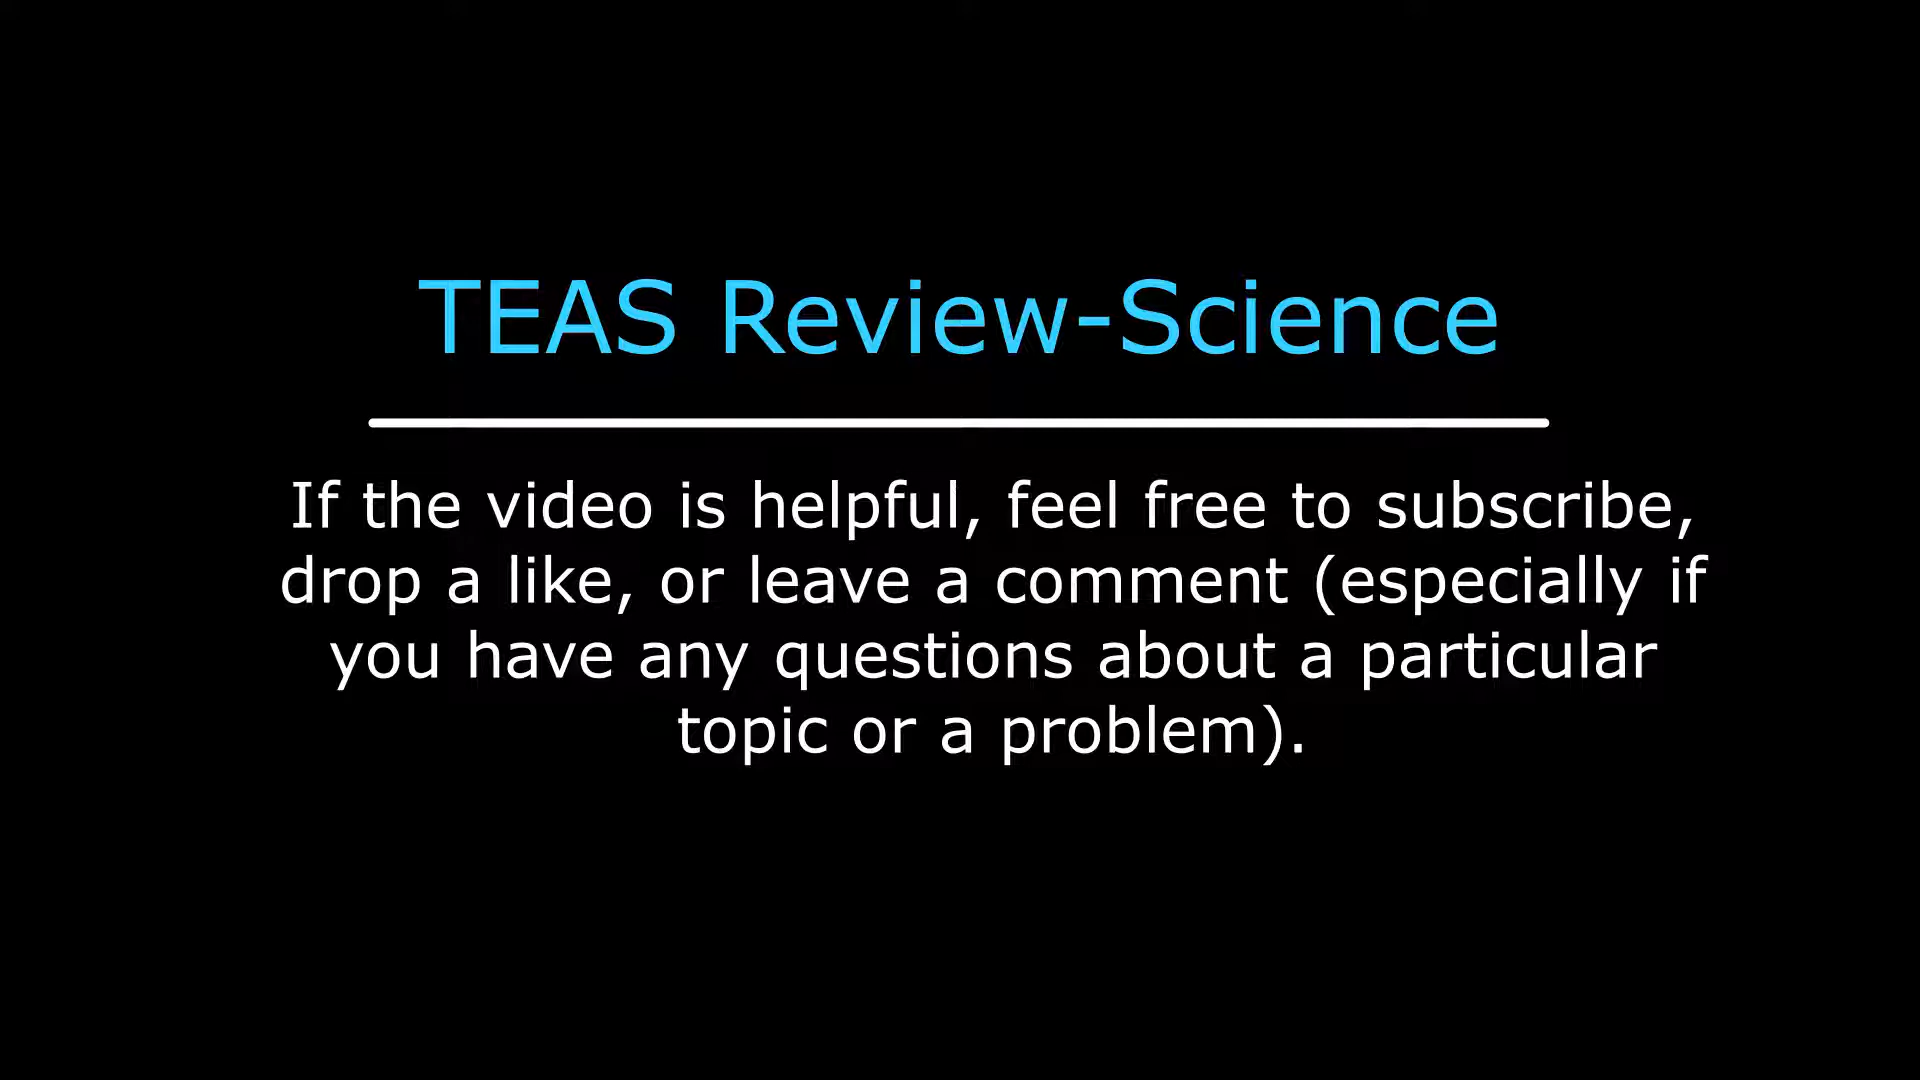 TEAS Review-Science
If the video is helpful, feel free to subscribe,
drop a like, or leave a comment (especially if
you have any questions about a particular
topic or a problem).